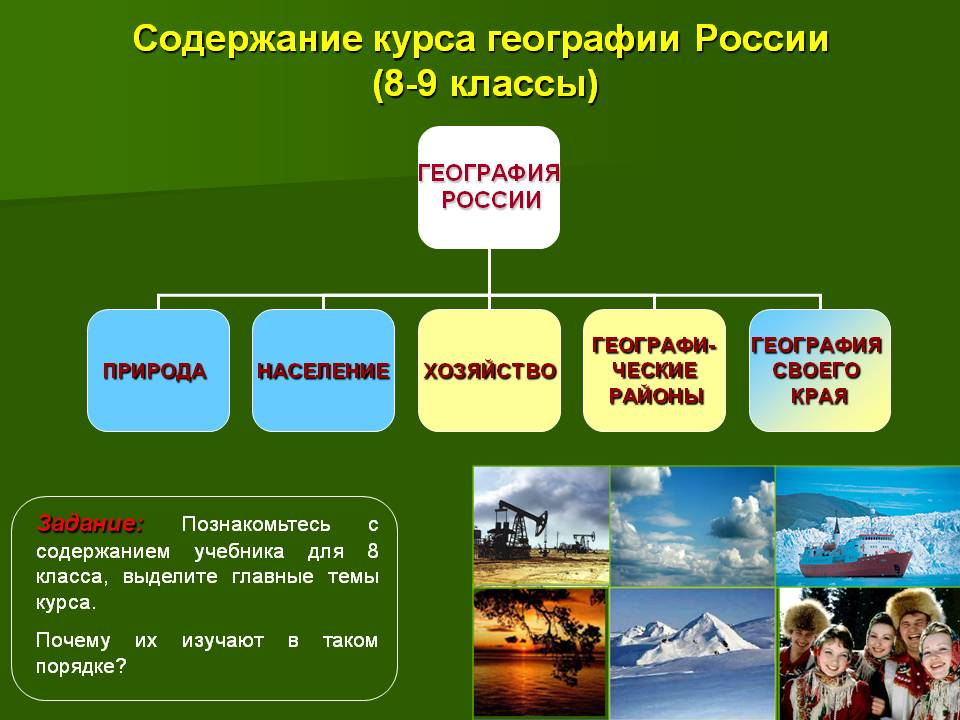 Содержание курса географии России
(8-9 классы)
ГЕОГРАФИЯ
РОССИИ
ПРИРОДА
НАСЕЛЕНИЕ
ХОЗЯЙСТВО
ГЕОГРАФИ-
ЧЕСКИЕ
РАЙОНЫ
ГЕОГРАФИЯ
СВОЕГО
КРАЯ
Задание: Познакомьтесь с
содержанием учебника для 8
класса, выделите главные темы
курса.
Почему их изучают в таком
порядке?